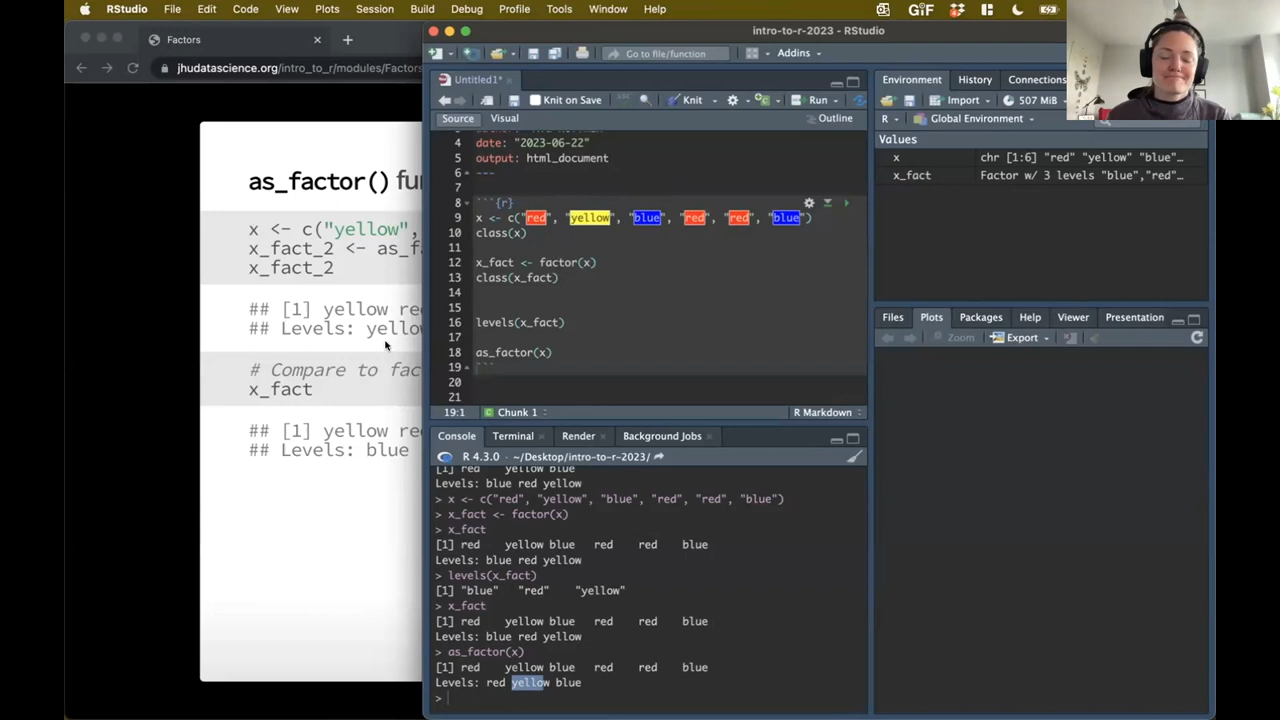 RStudio File Edit Code View Plots Session Build Debug Profile Tools Window Help GIF
Factors
jhudatascience.org/intro_to_r/modules/Factors
as_factor()
x <- c("yellow",
x_fact_2 <- as_f
x_fact_2
## [1] yellow re
## Levels: yellow
# Compare to fac
x_fact
## [1] yellow re
## Levels: blue
intro-to-r-2023 - RStudio
Go to file/function Addins
Untitled1*
Knit on Save Knit Run
Source Visual Outline
4 date: "2023-06-22"
5 output: html_document
6 ---
7
8 ```{r}
9 x <- c("red", "yellow", "blue", "red", "red", "blue")
10 class(x)
11
12 x_fact <- factor(x)
13 class(x_fact)
14
15
16 levels(x_fact)
17
18 as_factor(x)
19 ```
20
21
19:1 Chunk 1 R Markdown
Console Terminal Render Background Jobs
R 4.3.0 · ~/Desktop/intro-to-r-2023/
[1] red yellow blue
Levels: blue red yellow
> x <- c("red", "yellow", "blue", "red", "red", "blue")
> x_fact <- factor(x)
> x_fact
[1] red yellow blue red red blue
Levels: blue red yellow
> levels(x_fact)
[1] "blue" "red" "yellow"
> x_fact
[1] red yellow blue red red blue
Levels: blue red yellow
> as_factor(x)
[1] red yellow blue red red blue
Levels: red yellow blue
>
Environment History Connections
Import 507 MiB
R Global Environment
Values
x chr [1:6] "red" "yellow" "blue"…
x_fact Factor w/ 3 levels "blue","red"…
Files Plots Packages Help Viewer Presentation
Zoom Export